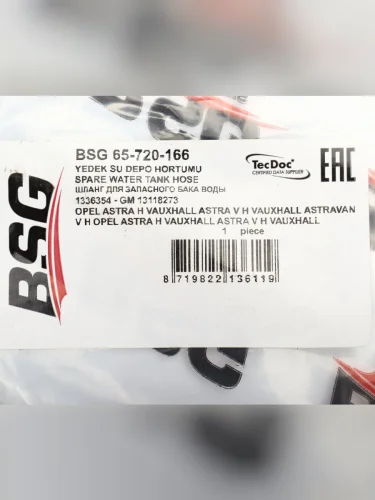 BSG
BSG 65-720-166
YEDEK SU DEPO HORTUMU
SPARE WATER TANK HOSE
ШЛАНГ ДЛЯ ЗАПАСНОГО БАКА ВОДЫ
1336354 - GM 13118273
OPEL ASTRA H VAUXHALL ASTRA V H VAUXHALL ASTRAVAN
V H OPEL ASTRA H VAUXHALL ASTRA V H VAUXHALL
1 piece
8 719822 136119
TecDoc
CERTIFIED DATA SUPPLIER
EAC